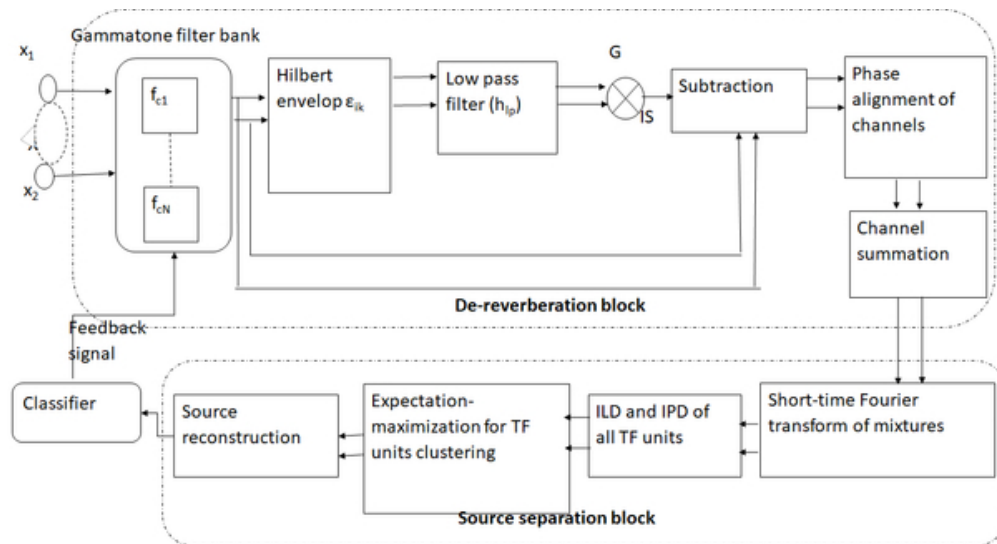 Gammatone filter bank
x1
x2
fc1
fcN
Hilbert
envelop εik
Low pass
filter (hlp)
G
IS
Subtraction
Phase
alignment of
channels
Channel
summation
De-reverberation block
Feedback
signal
Classifier
Source
reconstruction
Expectation-
maximization for TF
units clustering
ILD and IPD of
all TF units
Short-time Fourier
transform of mixtures
Source separation block